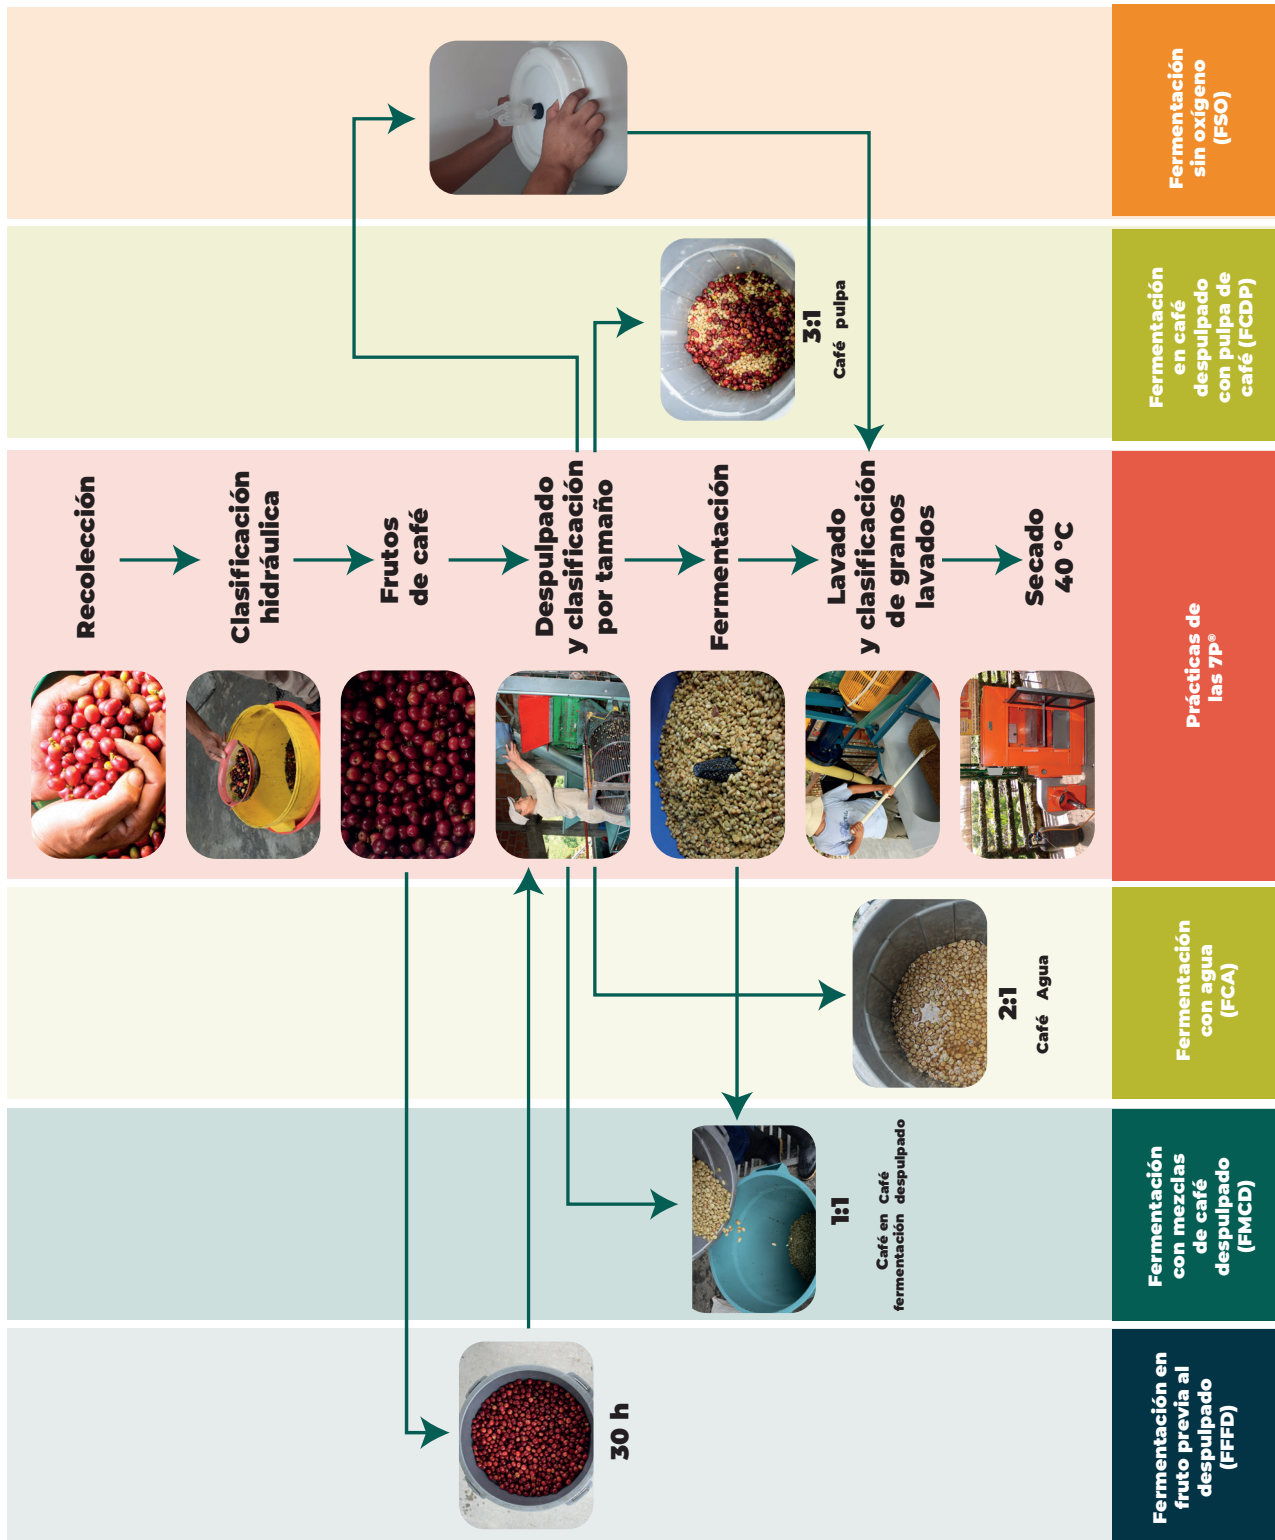 Fermentación en
fruto previa al
despulpado
(FFFD)
Fermentación
con mezclas
de café
despulpado
(FMCD)
Fermentación
con agua
(FCA)
Prácticas de
las 7P®
Fermentación
en café
despulpado
con pulpa de
café (FCDP)
Fermentación
sin oxígeno
(FSO)
30 h
1:1
Café en Café
fermentación despulpado
2:1
Café Agua
Recolección
Clasificación
hidráulica
Frutos
de café
Despulpado
y clasificación
por tamaño
Fermentación
Lavado
y clasificación
de granos
lavados
Secado
40 °C
3:1
Café pulpa